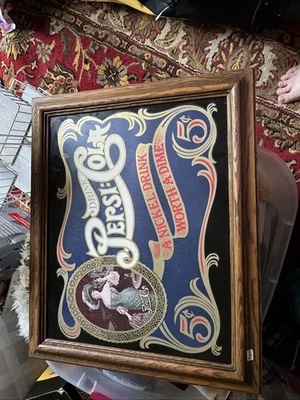 5¢
DRINK
PEPSI-COLA
A NICKEL DRINK
WORTH A DIME
5¢